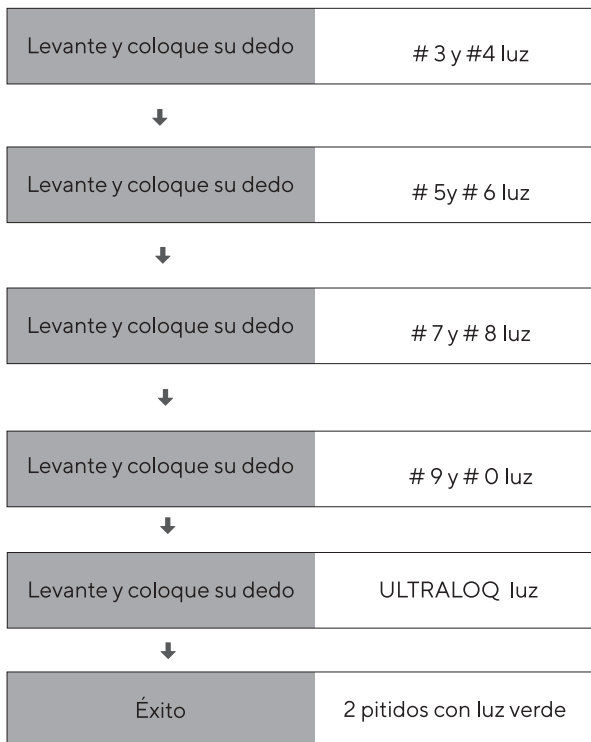 Levante y coloque su dedo
# 3 y #4 luz
Levante y coloque su dedo
# 5y # 6 luz
Levante y coloque su dedo
# 7 y # 8 luz
Levante y coloque su dedo
# 9 y # 0 luz
Levante y coloque su dedo
ULTRALOQ luz
Éxito
2 pitidos con luz verde